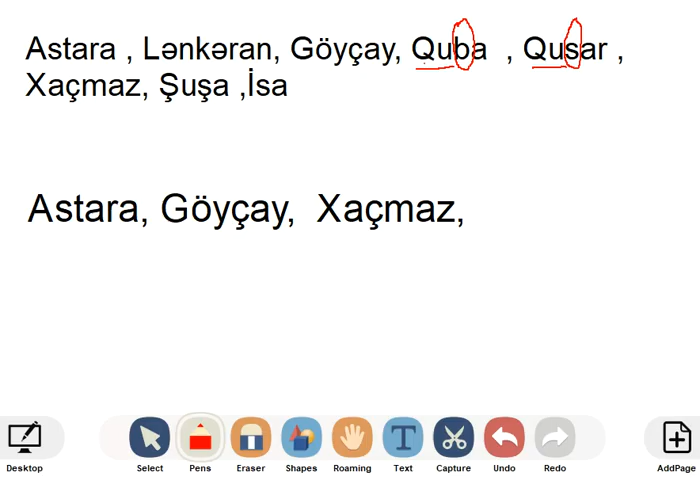 Astara , Lənkəran, Göyçay, Quba , Qusar ,
Xaçmaz, Şuşa ,İsa
Astara, Göyçay, Xaçmaz,
Desktop Select Pens Eraser Shapes Roaming Text Capture Undo Redo AddPage